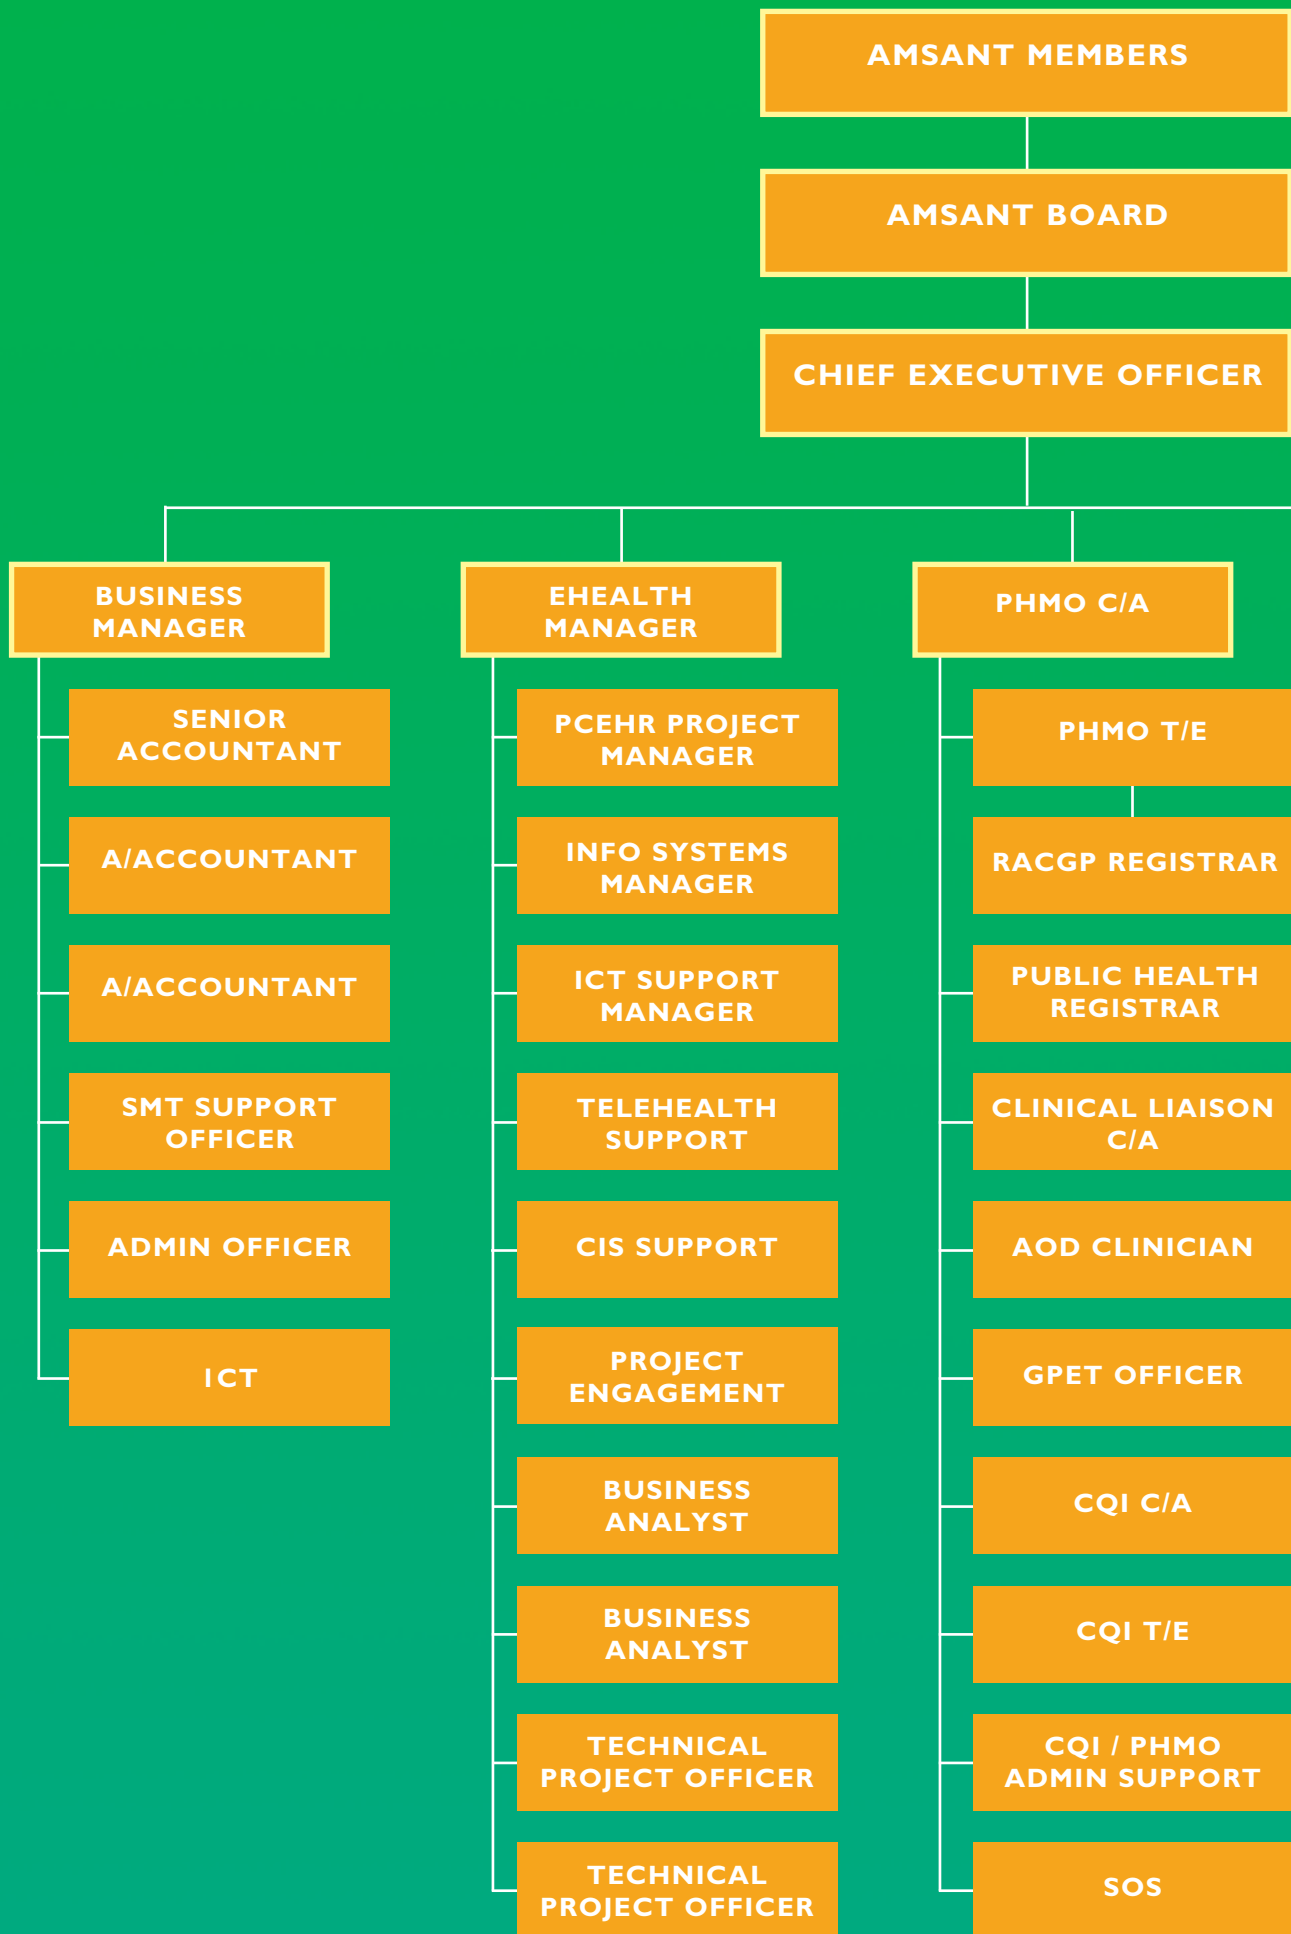 AMSANT MEMBERS
AMSANT BOARD
CHIEF EXECUTIVE OFFICER
BUSINESS
MANAGER
SENIOR
ACCOUNTANT
A/ACCOUNTANT
A/ACCOUNTANT
SMT SUPPORT
OFFICER
ADMIN OFFICER
ICT
EHEALTH
MANAGER
PCEHR PROJECT
MANAGER
INFO SYSTEMS
MANAGER
ICT SUPPORT
MANAGER
TELEHEALTH
SUPPORT
CIS SUPPORT
PROJECT
ENGAGEMENT
BUSINESS
ANALYST
BUSINESS
ANALYST
TECHNICAL
PROJECT OFFICER
TECHNICAL
PROJECT OFFICER
PHMO C/A
PHMO T/E
RACGP REGISTRAR
PUBLIC HEALTH
REGISTRAR
CLINICAL LIAISON
C/A
AOD CLINICIAN
GPET OFFICER
CQI C/A
CQI T/E
CQI / PHMO
ADMIN SUPPORT
SOS